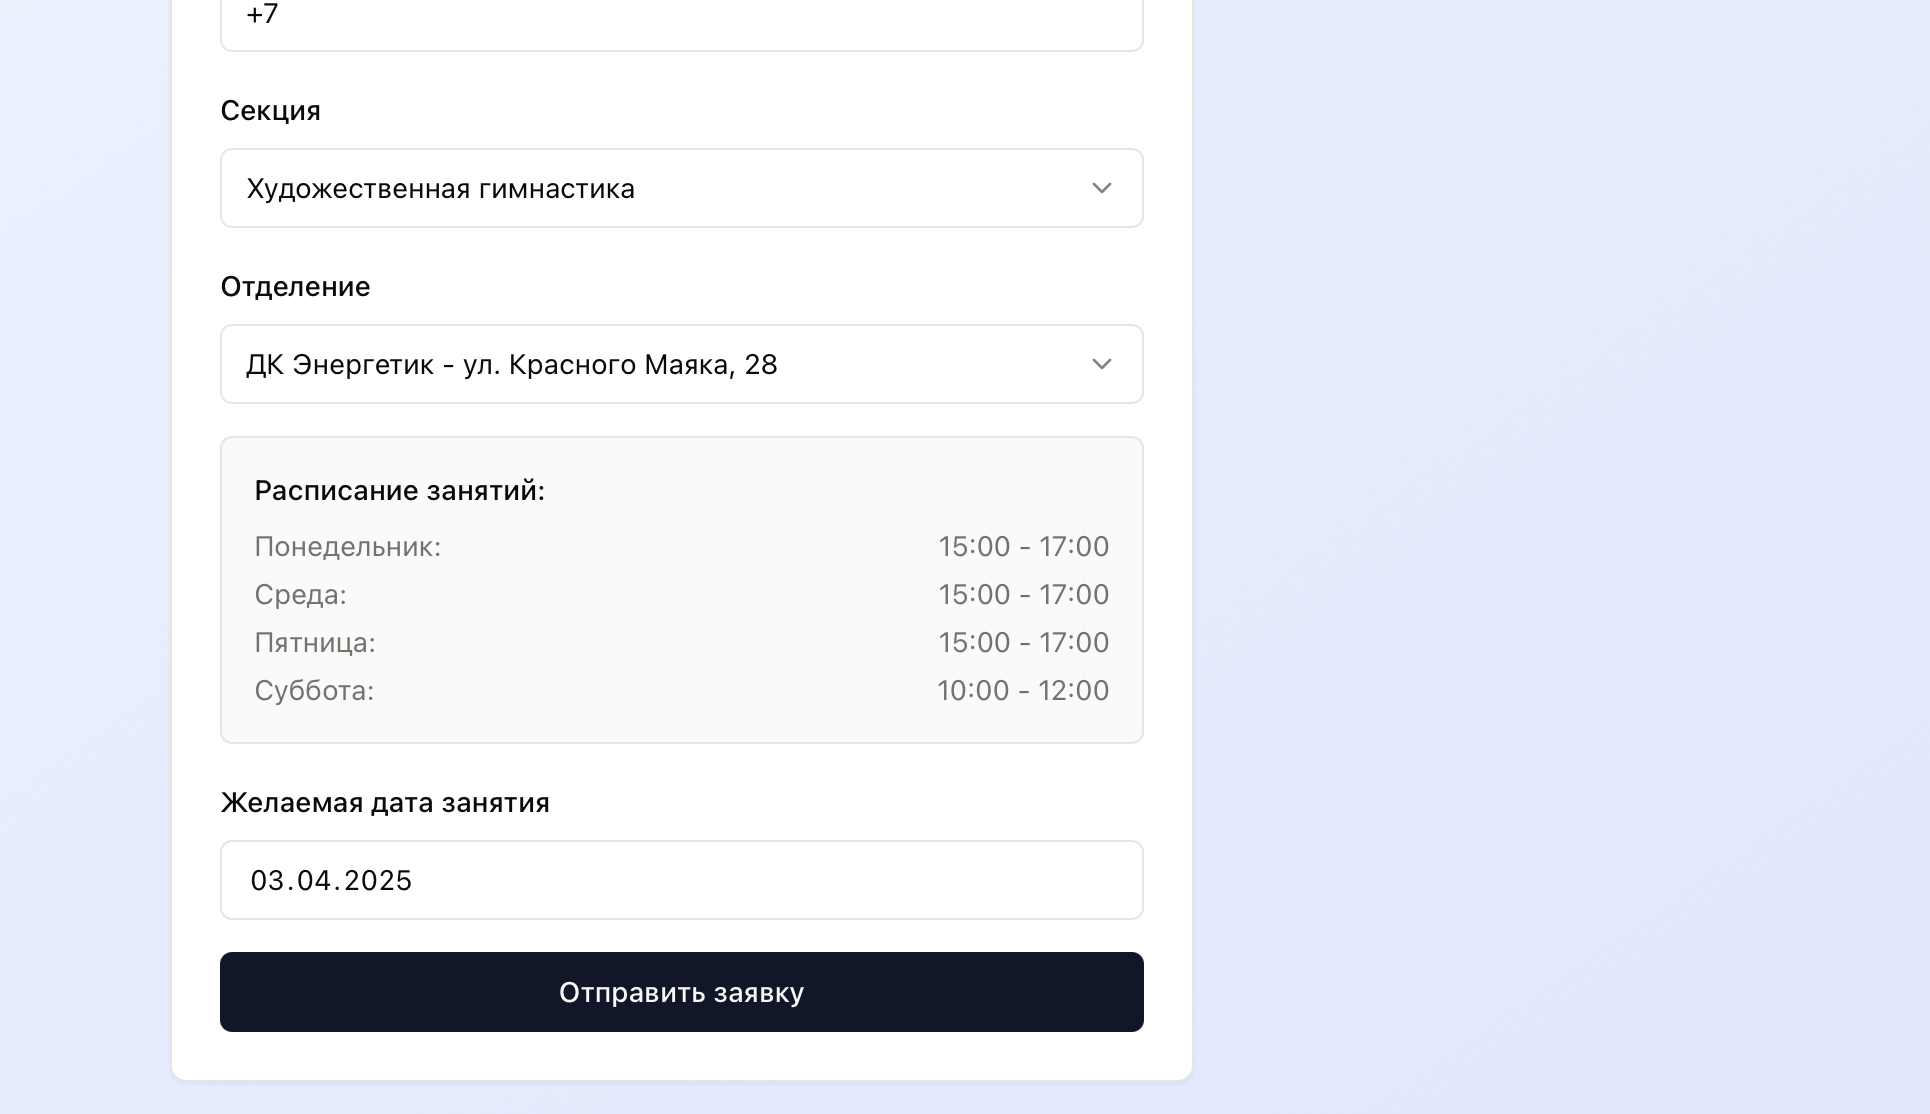 +7
Секция
Художественная гимнастика
Отделение
ДК Энергетик - ул. Красного Маяка, 28
Расписание занятий:
Понедельник: 15:00 - 17:00
Среда: 15:00 - 17:00
Пятница: 15:00 - 17:00
Суббота: 10:00 - 12:00
Желаемая дата занятия
03.04.2025
Отправить заявку